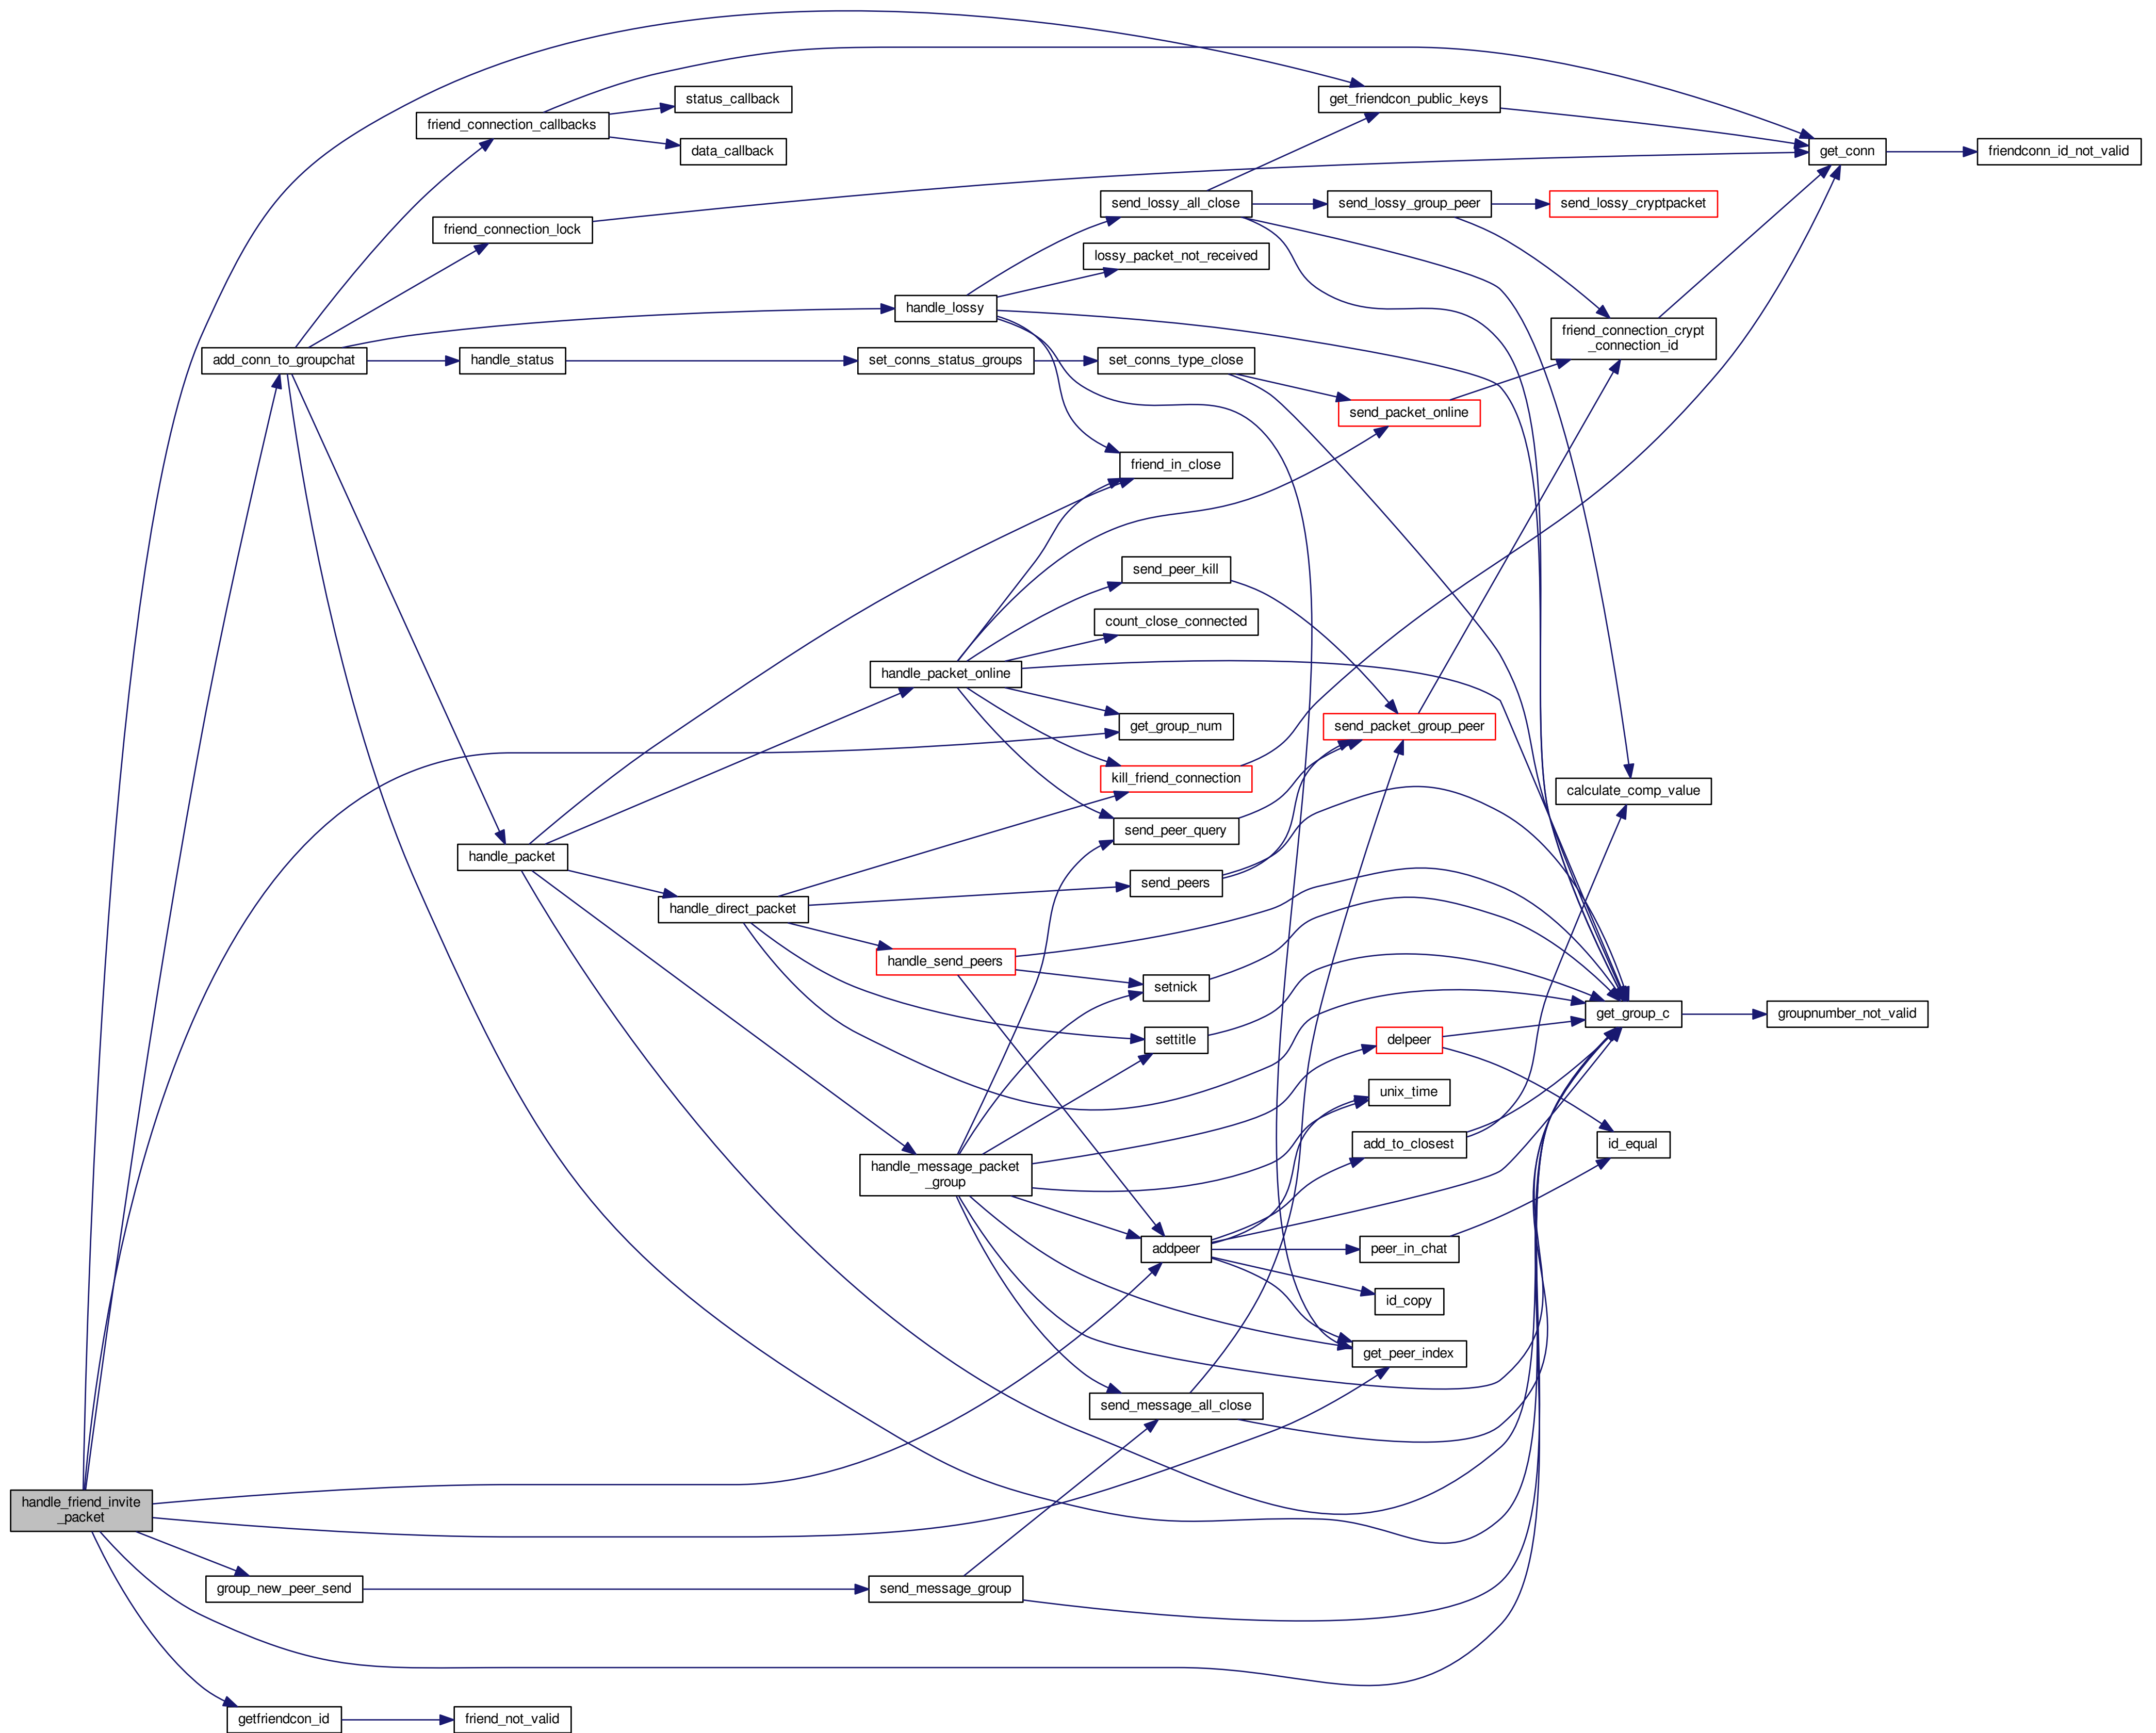 status_callback
get_friendcon_public_keys
friend_connection_callbacks
data_callback
get_conn
friendconn_id_not_valid
send_lossy_all_close
send_lossy_group_peer
send_lossy_cryptpacket
friend_connection_lock
lossy_packet_not_received
handle_lossy
friend_connection_crypt
_connection_id
add_conn_to_groupchat
handle_status
set_conns_status_groups
set_conns_type_close
send_packet_online
friend_in_close
send_peer_kill
count_close_connected
handle_packet_online
get_group_num
send_packet_group_peer
kill_friend_connection
calculate_comp_value
send_peer_query
handle_packet
send_peers
handle_direct_packet
handle_send_peers
setnick
get_group_c
groupnumber_not_valid
settitle
delpeer
unix_time
add_to_closest
id_equal
handle_message_packet
_group
addpeer
peer_in_chat
id_copy
get_peer_index
send_message_all_close
handle_friend_invite
_packet
group_new_peer_send
send_message_group
getfriendcon_id
friend_not_valid